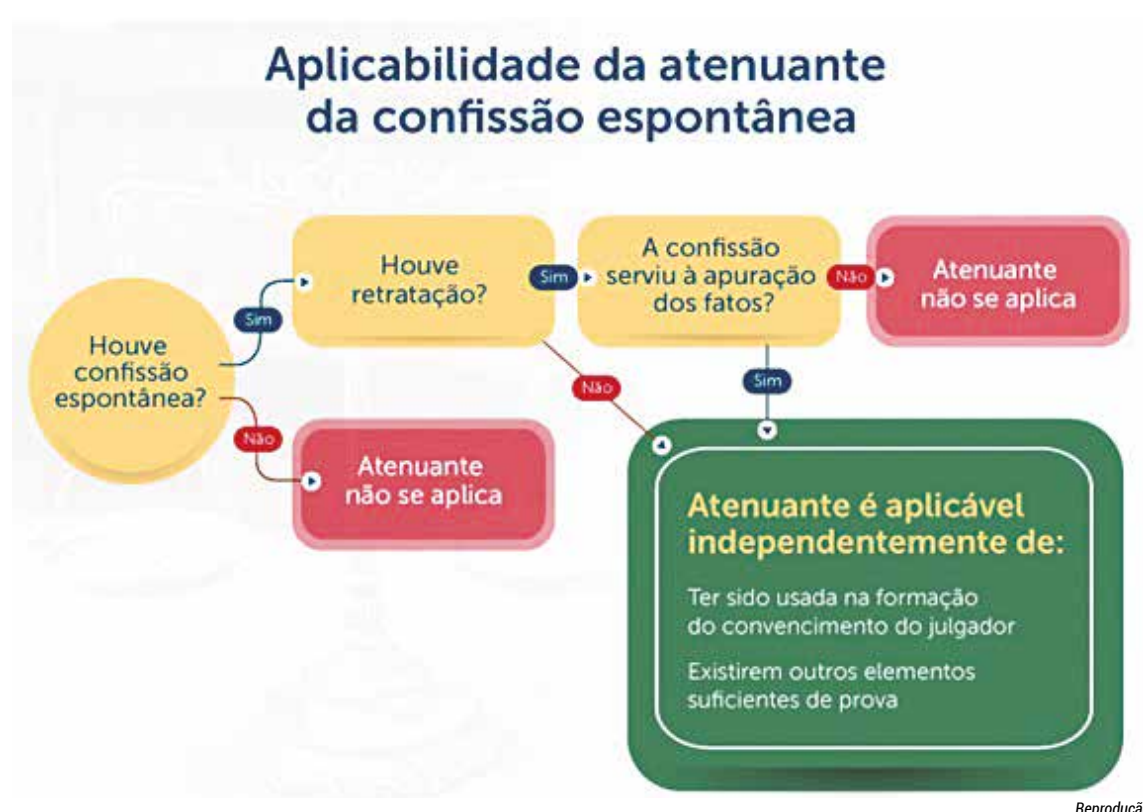 Aplicabilidade da atenuante
da confissão espontânea
Houve
confissão
espontânea?
Sim
Houve
retratação?
Sim
A confissão
serviu à apuração
dos fatos?
Não
Atenuante
não se aplica
Não
Atenuante
não se aplica
Não
Sim
Atenuante é aplicável
independentemente de:
Ter sido usada na formação
do convencimento do julgador
Existirem outros elementos
suficientes de prova